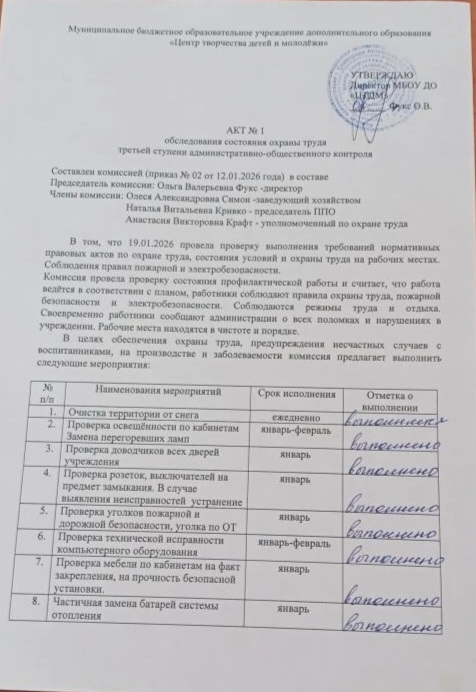 Муниципальное бюджетное образовательное учреждение дополнительного образования
«Центр творчества детей и молодёжи»
УТВЕРЖДАЮ
Директор МБОУ ДО
«ЦТДМ»
Фукс О.В.
АКТ № 1
обследования состояния охраны труда
третьей ступени административно-общественного контроля
Составлен комиссией (приказ № 02 от 12.01.2026 года) в составе
Председатель комиссии: Ольга Валерьевна Фукс -директор
Члены комиссии: Олеся Александровна Симон -заведующий хозяйством
Наталья Витальевна Кривко - председатель ППО
Анастасия Викторовна Крафт - уполномоченный по охране труда
В том, что 19.01.2026 провела проверку выполнения требований нормативных
правовых актов по охране труда, состояния условий и охраны труда на рабочих местах.
Соблюдения правил пожарной и электробезопасности.
Комиссия провела проверку состояния профилактической работы и считает, что работа
ведётся в соответствии с планом, работники соблюдают правила охраны труда, пожарной
безопасности и электробезопасности. Соблюдаются режимы труда и отдыха.
Своевременно работники сообщают администрации о всех поломках и нарушениях в
учреждении. Рабочие места находятся в чистоте и порядке.
В целях обеспечения охраны труда, предупреждения несчастных случаев с
воспитанниками, на производстве и заболеваемости комиссия предлагает выполнить
следующие мероприятия:
№ Наименования мероприятий Срок исполнения Отметка о
п/п выполнении
1. Очистка территории от снега ежедневно выполняется
2. Проверка освещённости по кабинетам январь-февраль
Замена перегоревших ламп выполнено
3. Проверка доводчиков всех дверей январь
учреждения выполнено
4. Проверка розеток, выключателей на январь
предмет замыкания. В случае
выявления неисправностей устранение выполнено
5. Проверка уголков пожарной и январь
дорожной безопасности, уголка по ОТ выполнено
6. Проверка технической исправности январь-февраль
компьютерного оборудования выполнено
7. Проверка мебели по кабинетам на факт январь
закрепления, на прочность безопасной
установки. выполнено
8. Частичная замена батарей системы январь
отопления выполнено